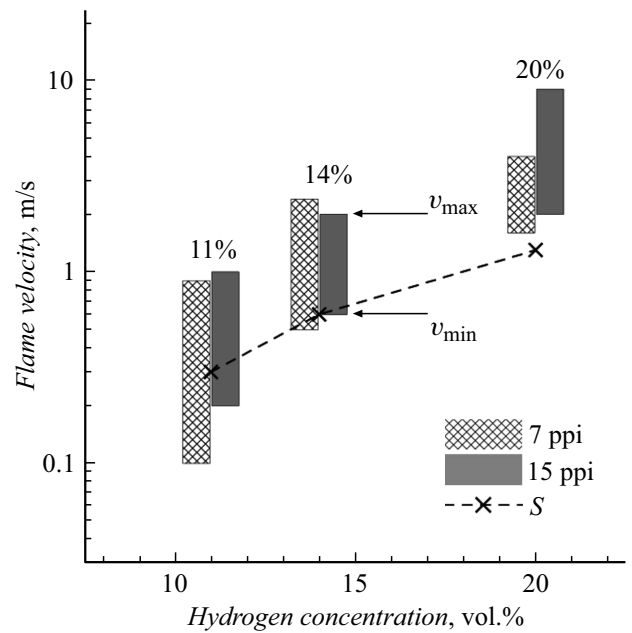 10
20%
14%
v_max
11%
1
v_min
7 ppi
0.1
15 ppi
S
10 15 20
Hydrogen concentration, vol.%
Flame velocity, m/s